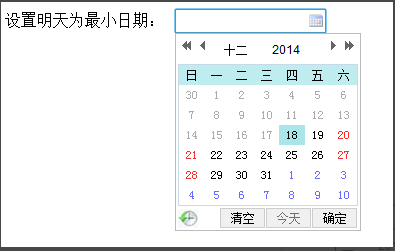 设置明天为最小日期：
十二 2014
日 一 二 三 四 五 六
30 1 2 3 4 5 6
7 8 9 10 11 12 13
14 15 16 17 18 19 20
21 22 23 24 25 26 27
28 29 30 31 1 2 3
4 5 6 7 8 9 10
清空 今天 确定